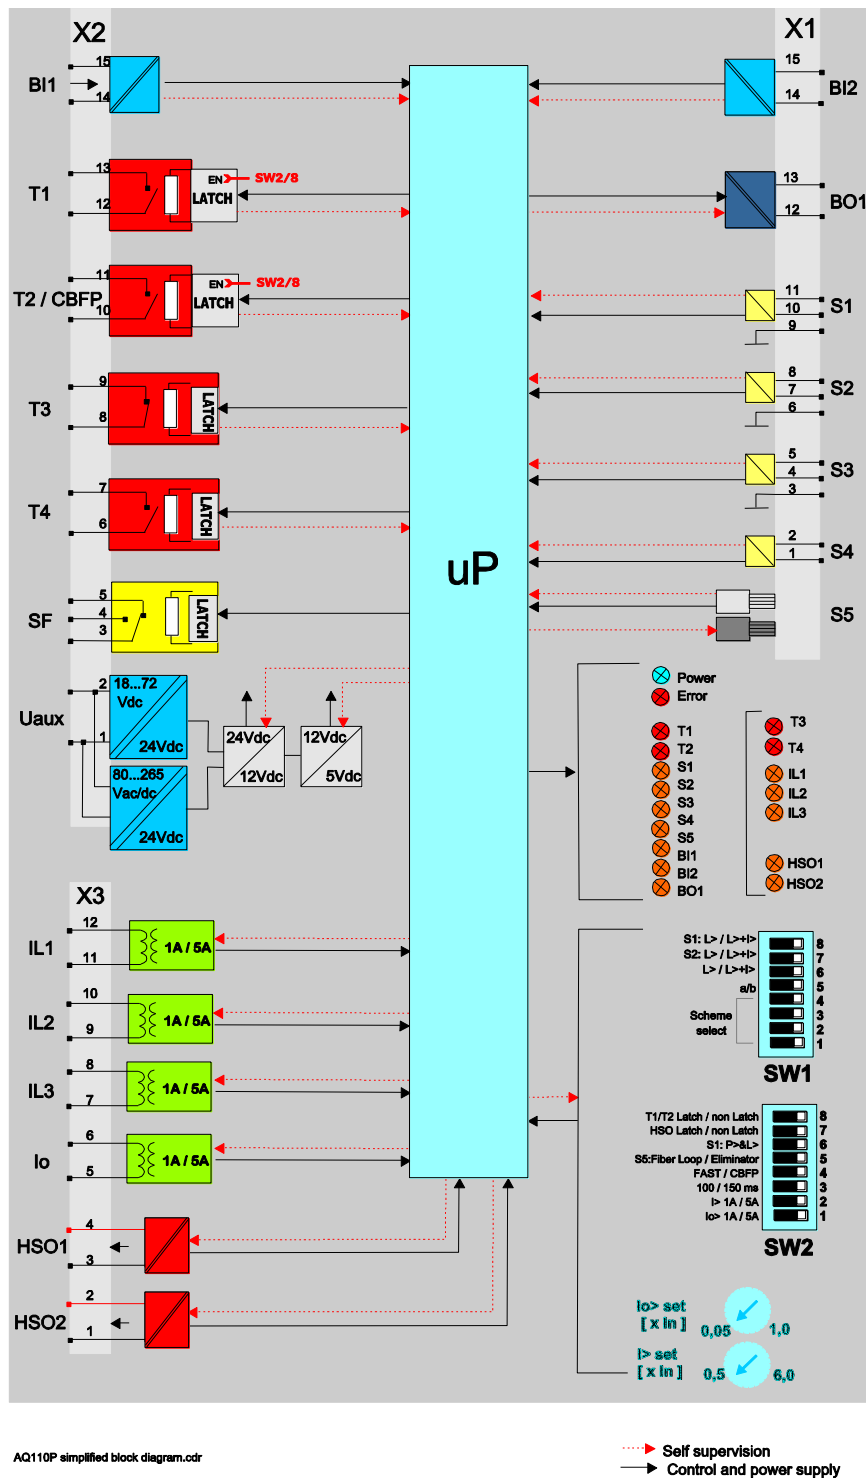 X2
15
BI1
14
13
T1
12
EN
SW2/8
LATCH
11
T2 / CBFP
10
EN
SW2/8
LATCH
9
T3
8
LATCH
7
T4
6
LATCH
5
SF
4
3
LATCH
2
Uaux
1
18...72
Vdc
24Vdc
80...265
Vac/dc
24Vdc
24Vdc
12Vdc
12Vdc
5Vdc
uP
X1
15
BI2
14
13
BO1
12
11
S1
10
9
8
S2
7
6
5
S3
4
3
2
S4
1
S5
Power
Error
T1
T2
S1
S2
S3
S4
S5
BI1
BI2
BO1
T3
T4
IL1
IL2
IL3
HSO1
HSO2
X3
12
IL1
11
1A / 5A
10
IL2
9
1A / 5A
8
IL3
7
1A / 5A
6
Io
5
1A / 5A
4
HSO1
3
2
HSO2
1
S1: L> / L>+I> 8
S2: L> / L>+I> 7
L> / L>+I> 6
a/b 5
4
Scheme 3
select 2
1
SW1
T1/T2 Latch / non Latch 8
HSO Latch / non Latch 7
S1: P>&L> 6
S5:Fiber Loop / Eliminator 5
FAST / CBFP 4
100 / 150 ms 3
I> 1A / 5A 2
Io> 1A / 5A 1
SW2
Io> set
[ x In ] 0,05 1,0
I> set
[ x In ] 0,5 6,0
AQ110P simplified block diagram.cdr
Self supervision
Control and power supply